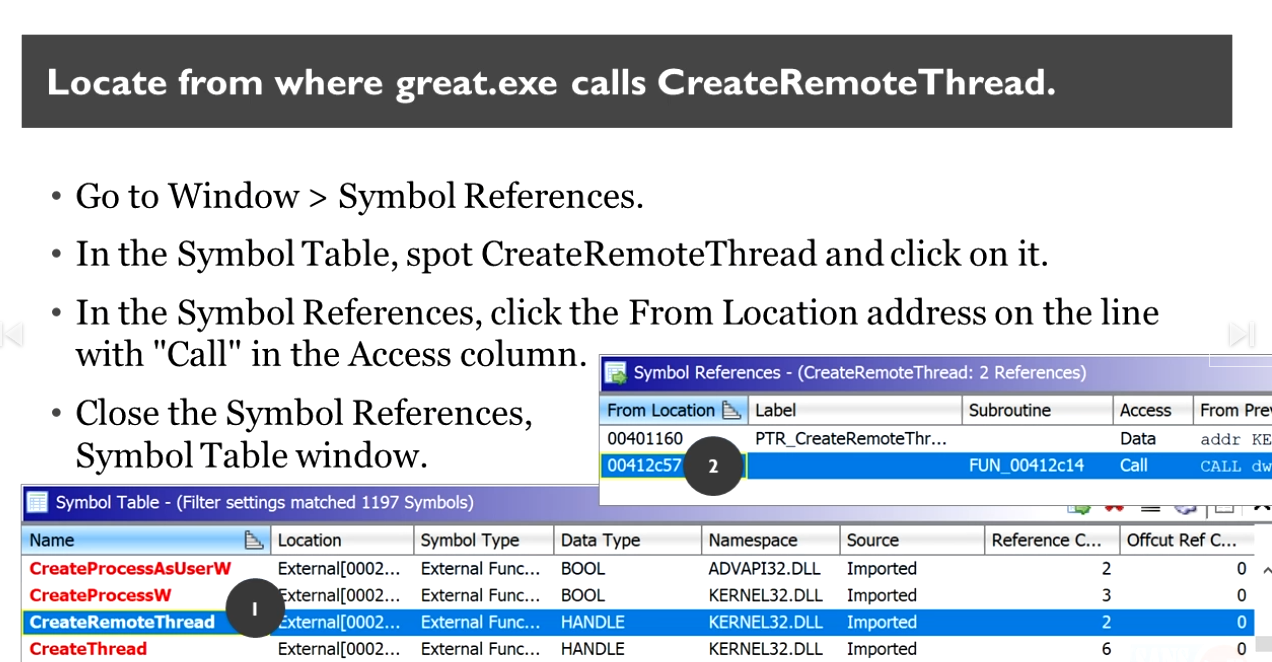 Locate from where great.exe calls CreateRemoteThread.
• Go to Window > Symbol References.
• In the Symbol Table, spot CreateRemoteThread and click on it.
• In the Symbol References, click the From Location address on the line
with "Call" in the Access column.
• Close the Symbol References,
Symbol Table window.
Symbol References - (CreateRemoteThread: 2 References)
From Location Label Subroutine Access From Pre
00401160 PTR_CreateRemoteThr... Data addr KE
00412c57 2 FUN_00412c14 Call CALL dw
Symbol Table - (Filter settings matched 1197 Symbols)
Name Location Symbol Type Data Type Namespace Source Reference C... Offcut Ref C...
CreateProcessAsUserW External[0002... External Func... BOOL ADVAPI32.DLL Imported 2 0
CreateProcessW External[0002... External Func... BOOL KERNEL32.DLL Imported 3 0
CreateRemoteThread 1 External[0002... External Func... HANDLE KERNEL32.DLL Imported 2 0
CreateThread External[0002... External Func... HANDLE KERNEL32.DLL Imported 6 0